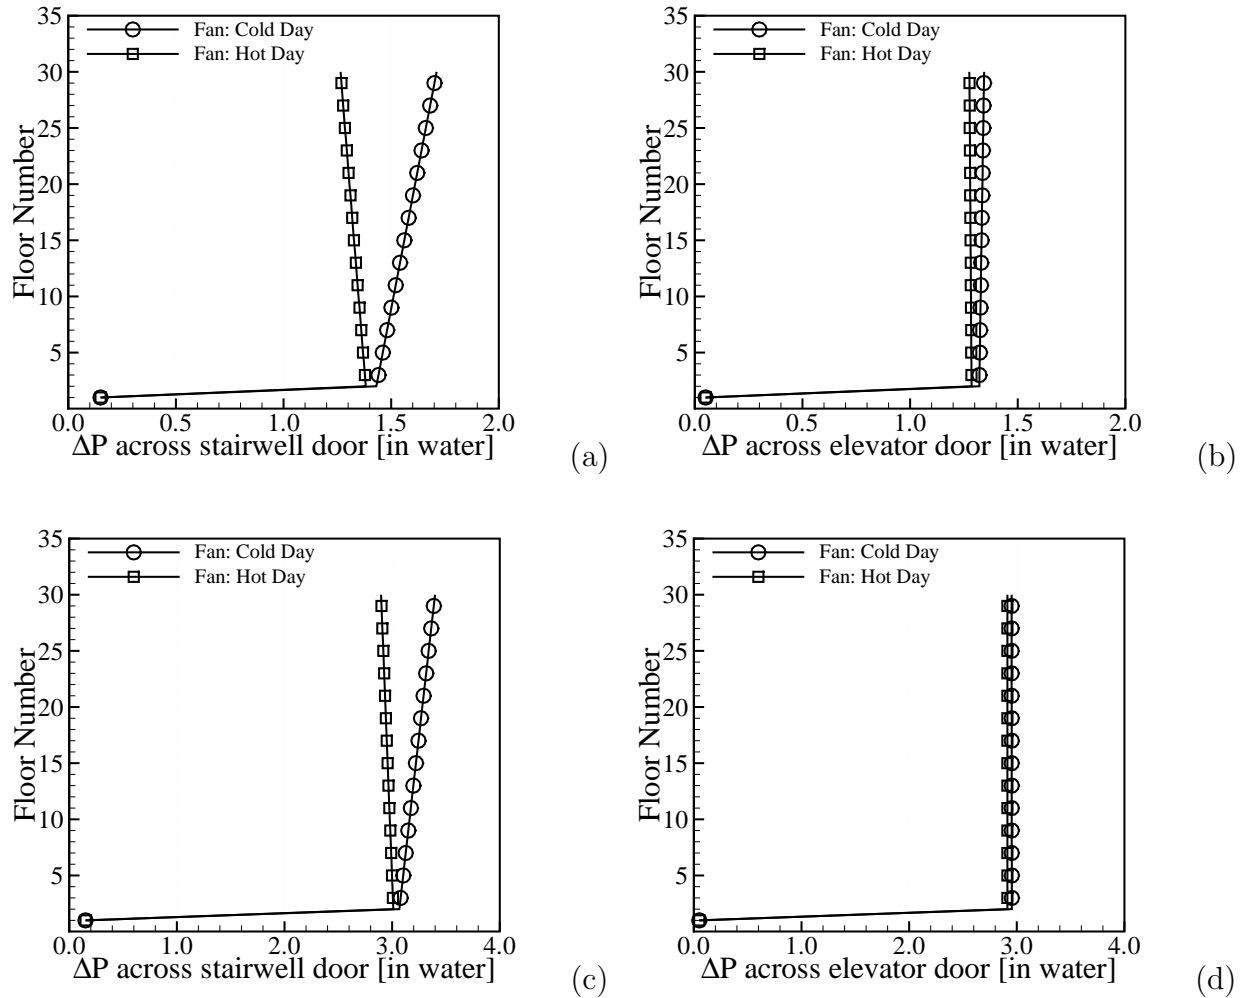 35
30
25
20
15
10
5
Floor Number
Fan: Cold Day
Fan: Hot Day
0.0 0.5 1.0 1.5 2.0
ΔP across stairwell door [in water]
(a)
35
30
25
20
15
10
5
Floor Number
Fan: Cold Day
Fan: Hot Day
0.0 0.5 1.0 1.5 2.0
ΔP across elevator door [in water]
(b)
35
30
25
20
15
10
5
Floor Number
Fan: Cold Day
Fan: Hot Day
0.0 1.0 2.0 3.0 4.0
ΔP across stairwell door [in water]
(c)
35
30
25
20
15
10
5
Floor Number
Fan: Cold Day
Fan: Hot Day
0.0 1.0 2.0 3.0 4.0
ΔP across elevator door [in water]
(d)